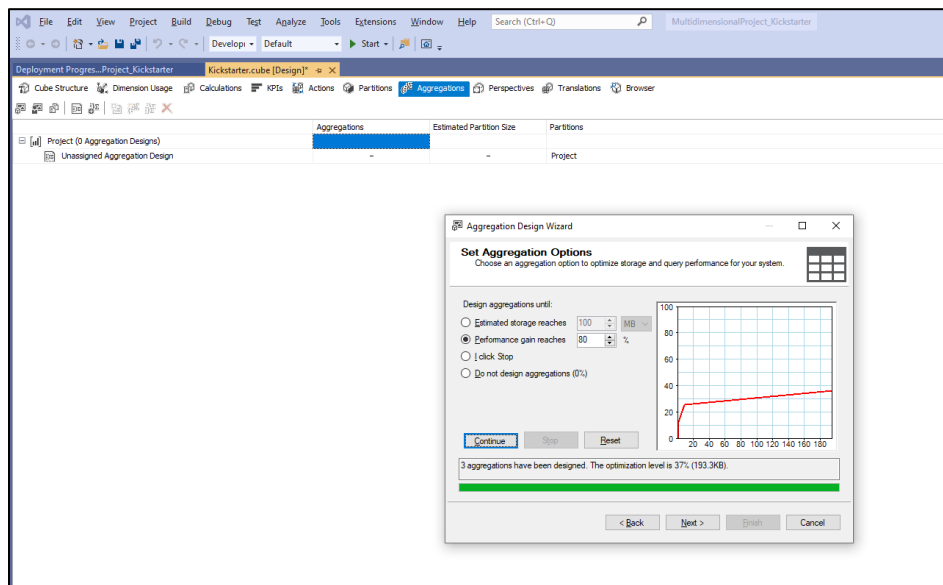 File Edit View Project Build Debug Test Analyze Tools Extensions Window Help Search (Ctrl+Q) MultidimensionalProject_Kickstarter
Developi Default Start
Deployment Progres...Project_Kickstarter Kickstarter.cube [Design]*
Cube Structure Dimension Usage Calculations KPIs Actions Partitions Aggregations Perspectives Translations Browser
Aggregations Estimated Partition Size Partitions
Project (0 Aggregation Designs)
Unassigned Aggregation Design – – Project
Aggregation Design Wizard
Set Aggregation Options
Choose an aggregation option to optimize storage and query performance for your system.
Design aggregations until:
Estimated storage reaches 100 MB
Performance gain reaches 80 %
I click Stop
Do not design aggregations (0%)
100
80
60
40
20
0
20 40 60 80 100 120 140 160 180
Continue Stop Reset
3 aggregations have been designed. The optimization level is 37% (193.3KB).
< Back Next > Finish Cancel